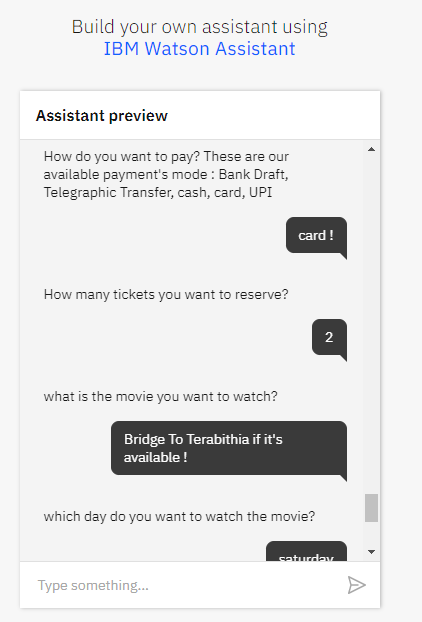 Build your own assistant using
IBM Watson Assistant
Assistant preview
How do you want to pay? These are our
available payment's mode : Bank Draft,
Telegraphic Transfer, cash, card, UPI
card !
How many tickets you want to reserve?
2
what is the movie you want to watch?
Bridge To Terabithia if it's
available !
which day do you want to watch the movie?
saturday
Type something...